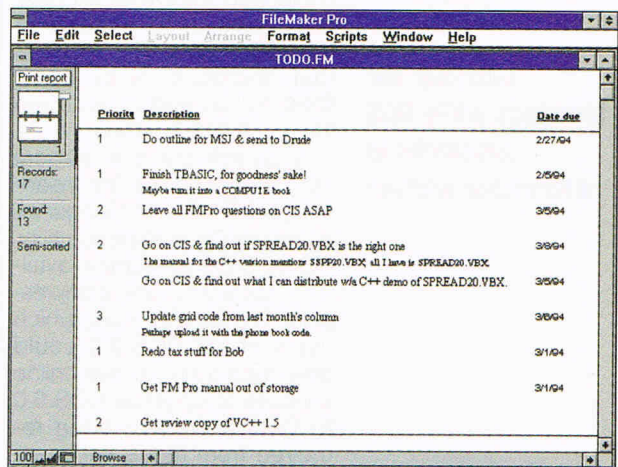 FileMaker Pro
File Edit Select Layout Arrange Format Scripts Window Help
TODO.FM
Print report
1
Records:
17
Found:
13
Semi-sorted
Priorite Description Date due
1 Do outline for MSJ & send to Drude 2/27/94
1 Finish TBASIC, for goodness' sake! 2/5/94
Maybe turn it into a COMPUTE book
2 Leave all FMPro questions on CIS ASAP 3/5/94
2 Go on CIS & find out if SPREAD20.VBX is the right one 3/8/94
The manual for the C++ version mentions SSPP20.VBX, all I have is SPREAD20.VBX.
Go on CIS & find out what I can distribute w/a C++ demo of SPREAD20.VBX. 3/5/94
3 Update grid code from last month's column 3/6/94
Perhaps upload it with the phone book code.
1 Redo tax stuff for Bob 3/1/94
1 Get FM Pro manual out of storage 3/1/94
2 Get review copy of VC++ 1.5
100 Browse